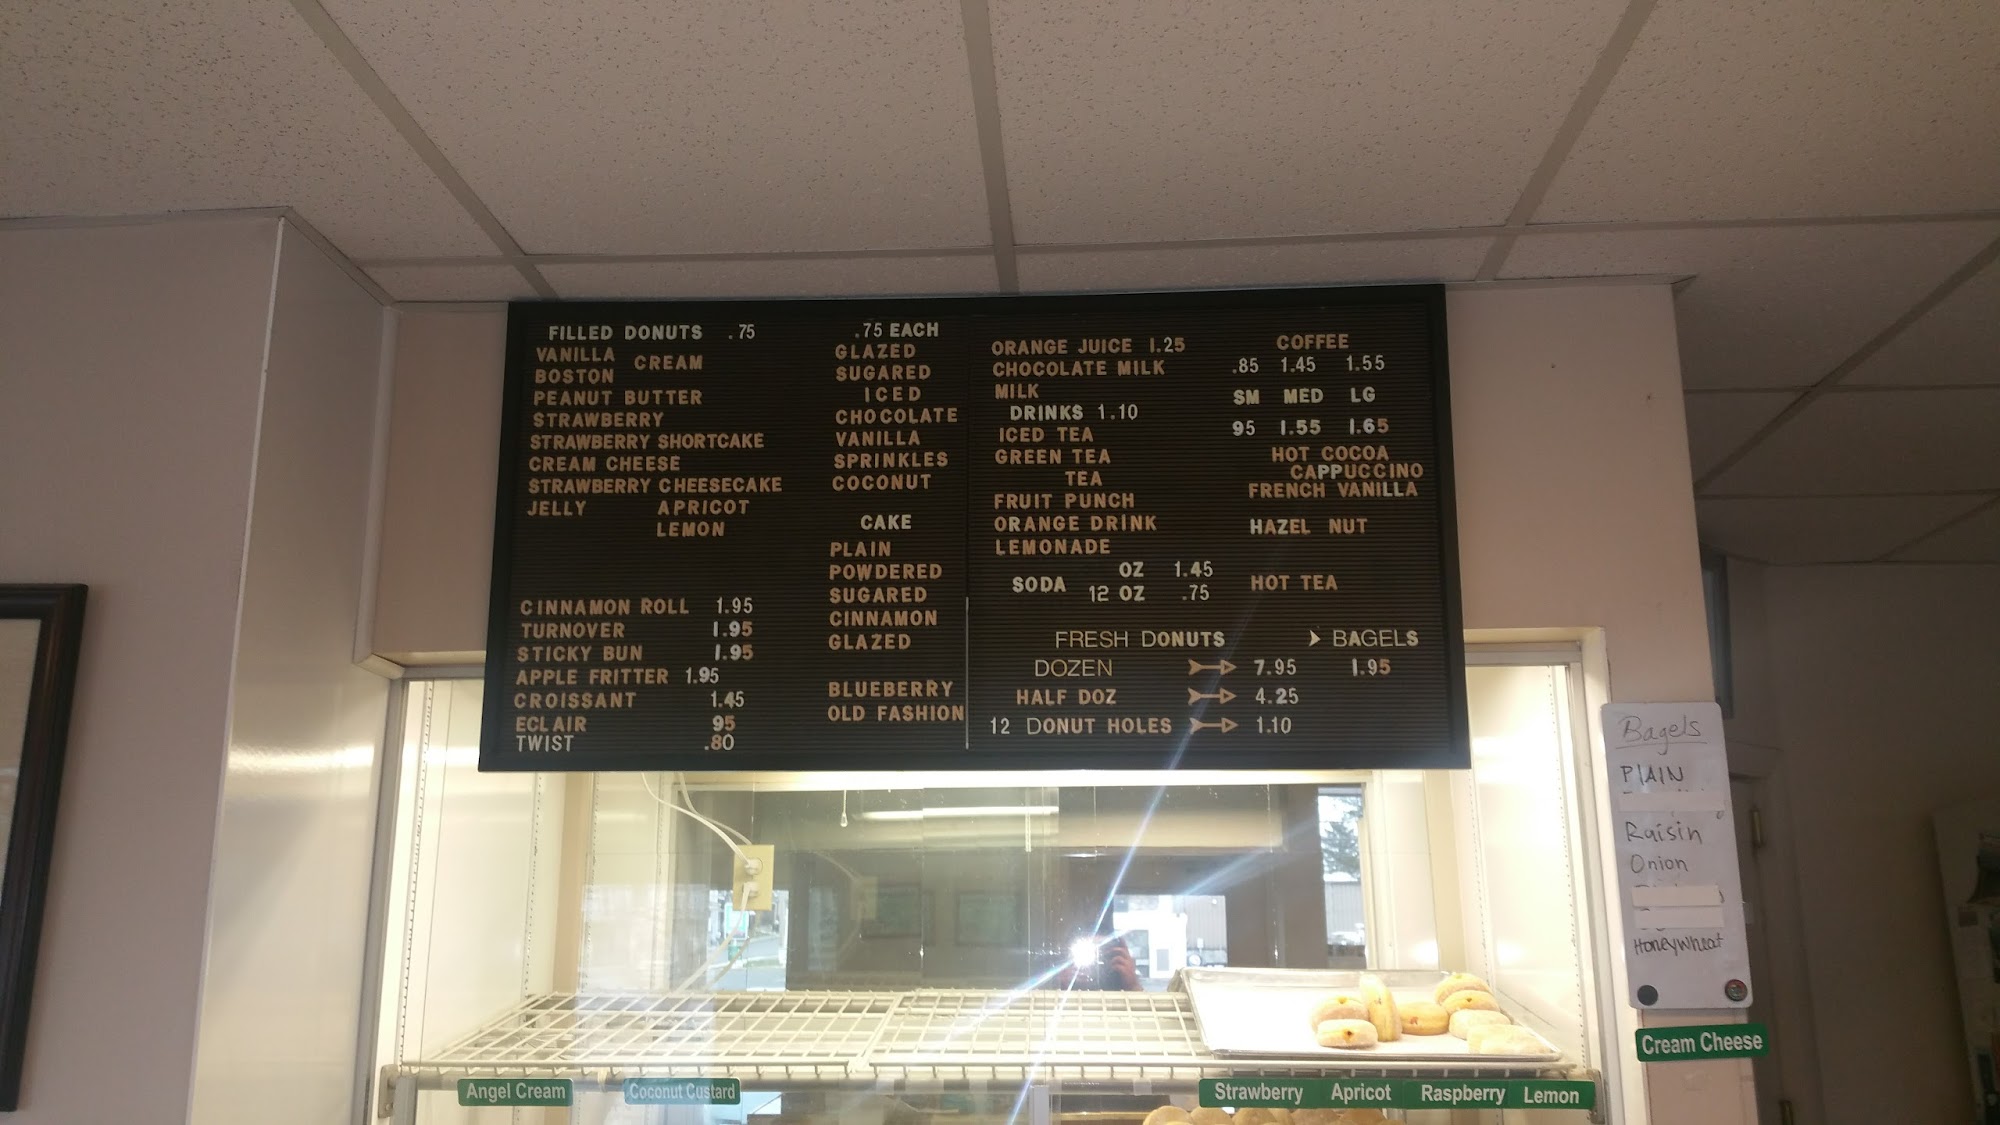 FILLED DONUTS .75
VANILLA CREAM
BOSTON
PEANUT BUTTER
STRAWBERRY
STRAWBERRY SHORTCAKE
CREAM CHEESE
STRAWBERRY CHEESECAKE
JELLY APRICOT
LEMON
CINNAMON ROLL 1.95
TURNOVER 1.95
STICKY BUN 1.95
APPLE FRITTER 1.95
CROISSANT 1.45
ECLAIR 95
TWIST .80
.75 EACH
GLAZED
SUGARED
ICED
CHOCOLATE
VANILLA
SPRINKLES
COCONUT
CAKE
PLAIN
POWDERED
SUGARED
CINNAMON
GLAZED
BLUEBERRY
OLD FASHION
ORANGE JUICE 1.25
CHOCOLATE MILK
MILK
DRINKS 1.10
ICED TEA
GREEN TEA
TEA
FRUIT PUNCH
ORANGE DRINK
LEMONADE
OZ 1.45
SODA 12 OZ .75
COFFEE
.85 1.45 1.55
SM MED LG
95 1.55 1.65
HOT COCOA
CAPPUCCINO
FRENCH VANILLA
HAZEL NUT
HOT TEA
FRESH DONUTS
DOZEN 7.95
HALF DOZ 4.25
12 DONUT HOLES 1.10
BAGELS
1.95
Bagels
PLAIN
Raisin
Onion
Honeywheat
Cream Cheese
Angel Cream
Coconut Custard
Strawberry
Apricot
Raspberry
Lemon